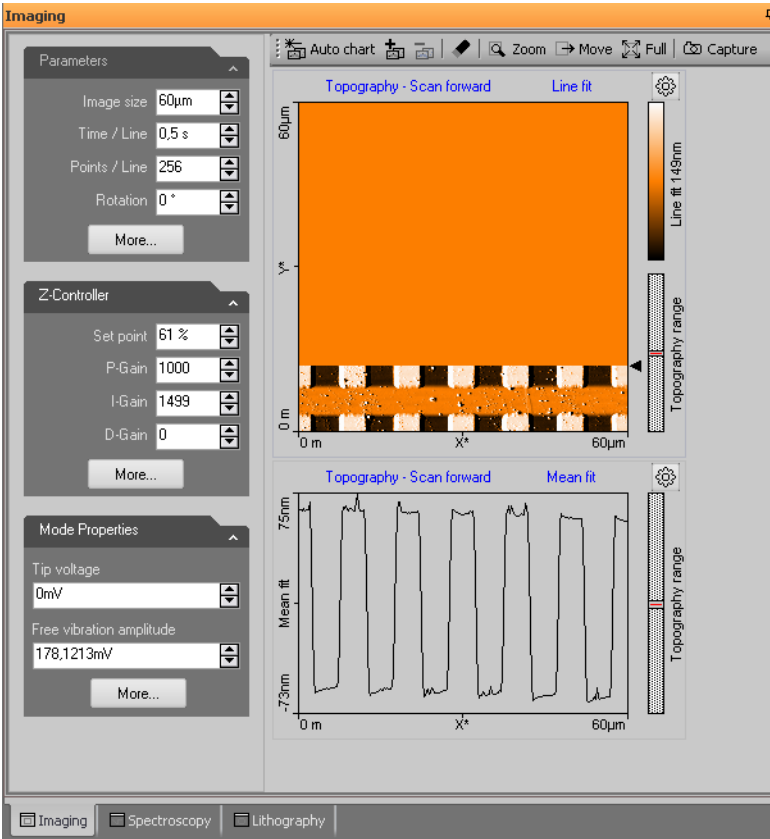 Imaging
Parameters
Image size 60µm
Time / Line 0,5 s
Points / Line 256
Rotation 0 °
More...
Z-Controller
Set point 61 %
P-Gain 1000
I-Gain 1499
D-Gain 0
More...
Mode Properties
Tip voltage
0mV
Free vibration amplitude
178,1213mV
More...
Auto chart Zoom Move Full Capture
Topography - Scan forward Line fit
60µm
Y*
0 m
0 m X* 60µm
Line fit 149nm
Topography range
Topography - Scan forward Mean fit
75nm
Mean fit
-73nm
0 m X* 60µm
Topography range
Imaging Spectroscopy Lithography